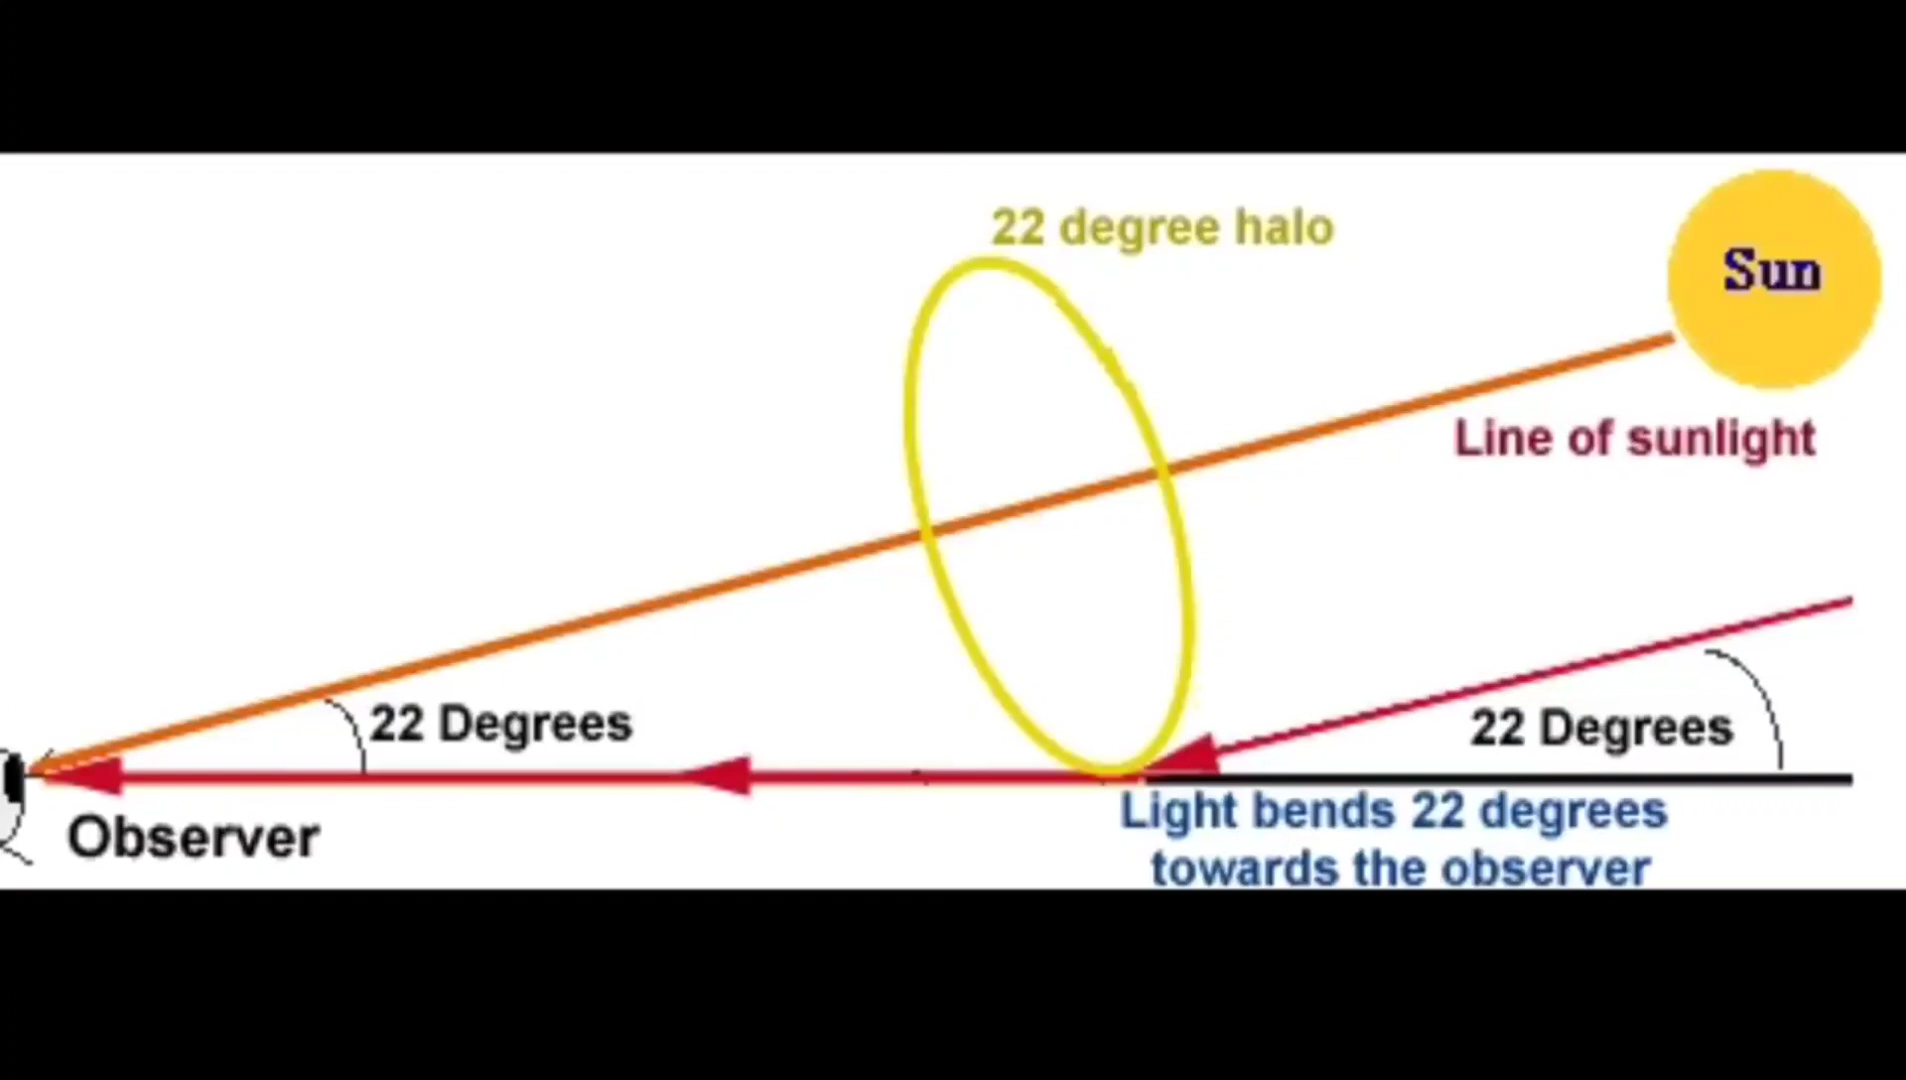 22 degree halo
Sun
Line of sunlight
22 Degrees
22 Degrees
Observer
Light bends 22 degrees
towards the observer